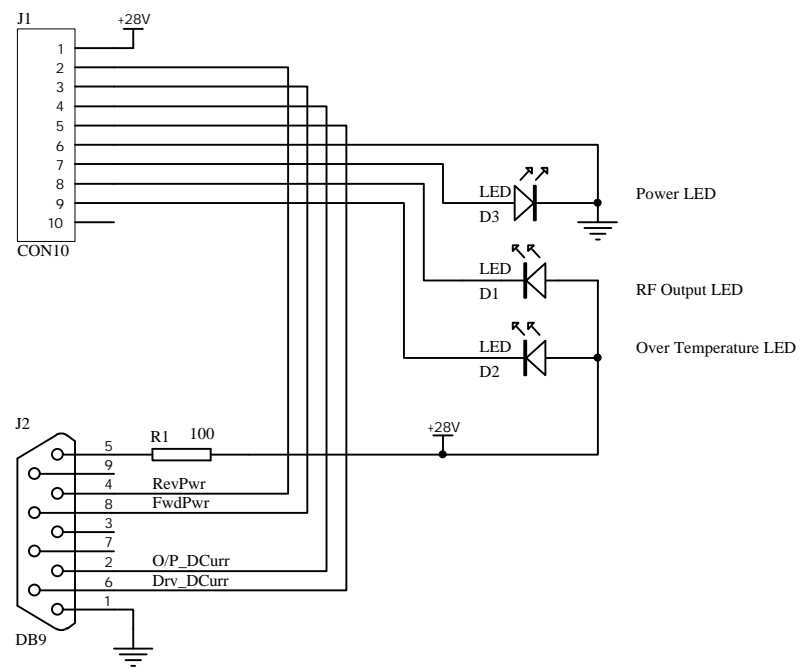 J1
+28V
1
2
3
4
5
6
7
8
9
10
CON10
LED
D3
Power LED
LED
D1
RF Output LED
LED
D2
Over Temperature LED
J2
+28V
5
R1
100
9
4
RevPwr
8
FwdPwr
3
7
2
O/P_DCurr
6
Drv_DCurr
1
DB9